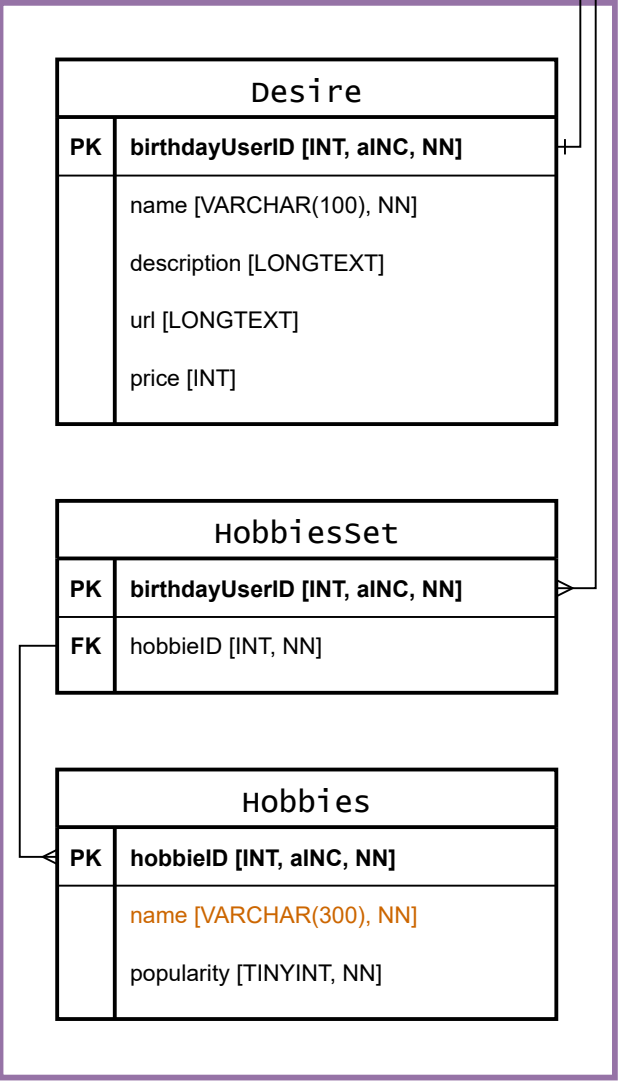 Desire
PK birthdayUserID [INT, aINC, NN]
name [VARCHAR(100), NN]
description [LONGTEXT]
url [LONGTEXT]
price [INT]
HobbiesSet
PK birthdayUserID [INT, aINC, NN]
FK hobbieID [INT, NN]
Hobbies
PK hobbieID [INT, aINC, NN]
name [VARCHAR(300), NN]
popularity [TINYINT, NN]